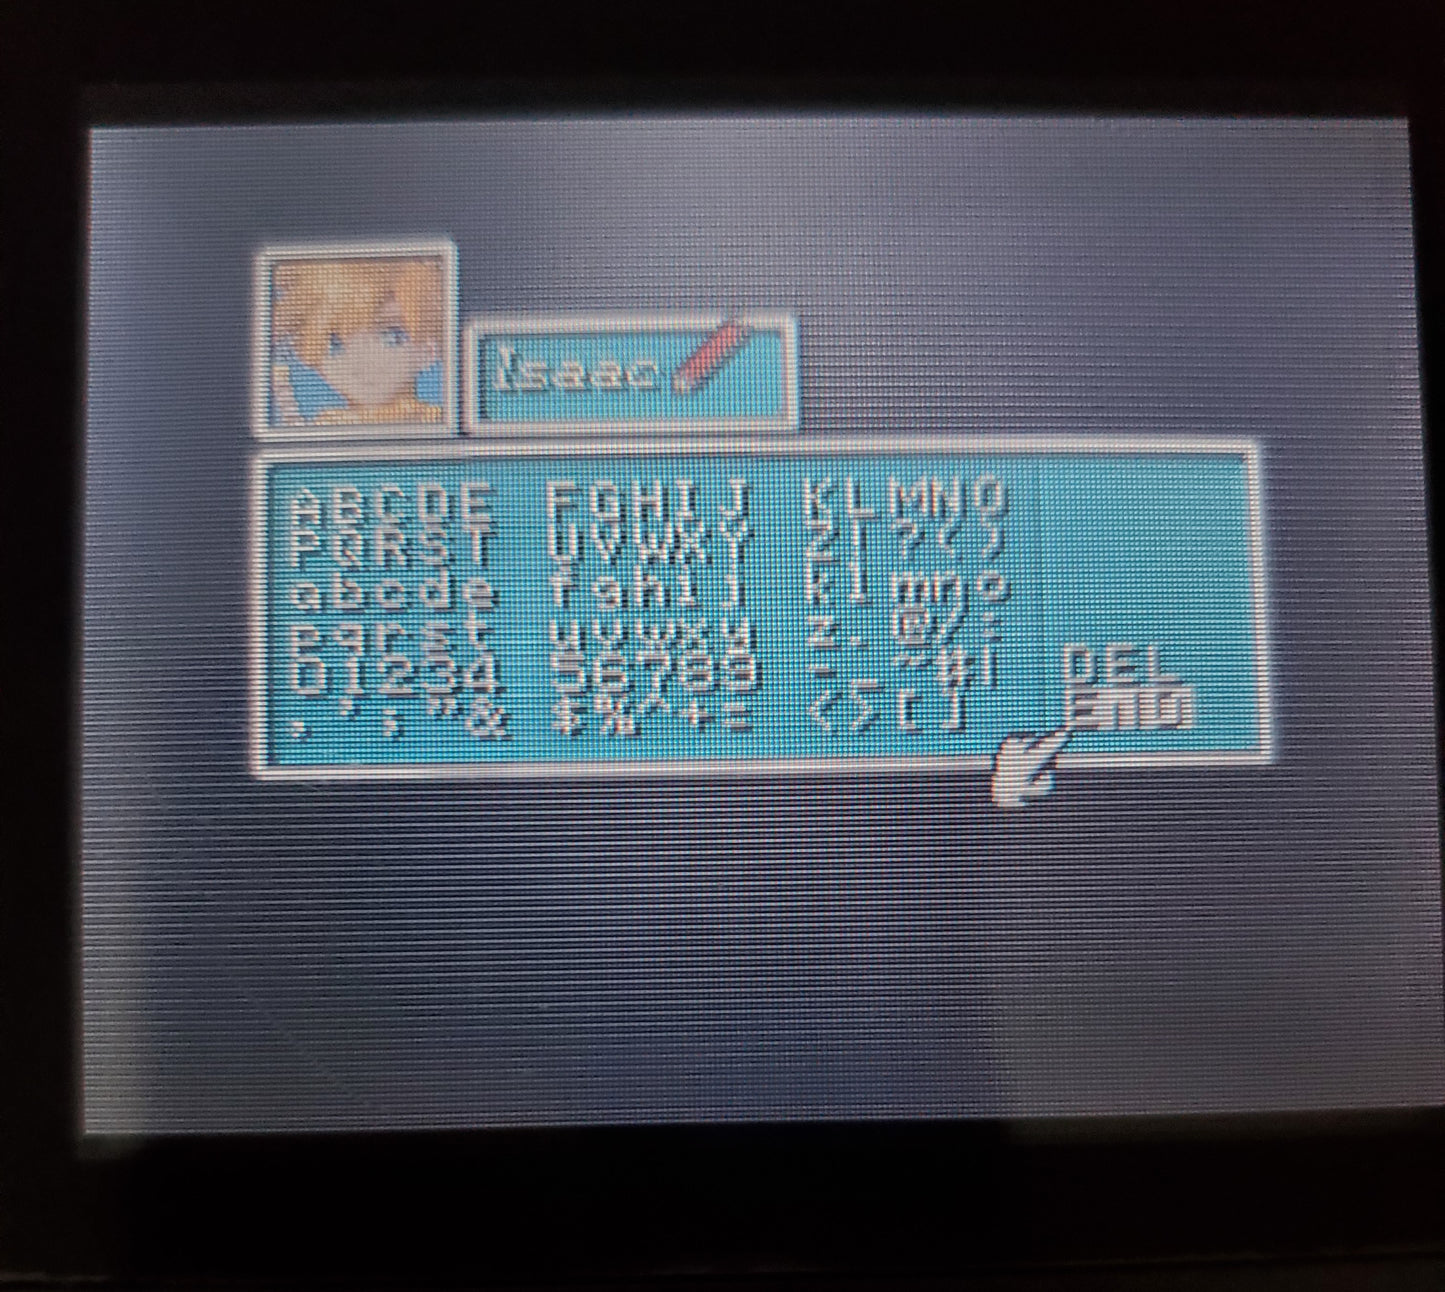 Isaac
ABCDE FGHIJ KLMNO
PQRST UVWXY Z!?()
abcde fghij klmno
pqrst uvwxy z.@/:
01234 56789 -_~#|
,';"& $%^+= <>[]
DEL
END